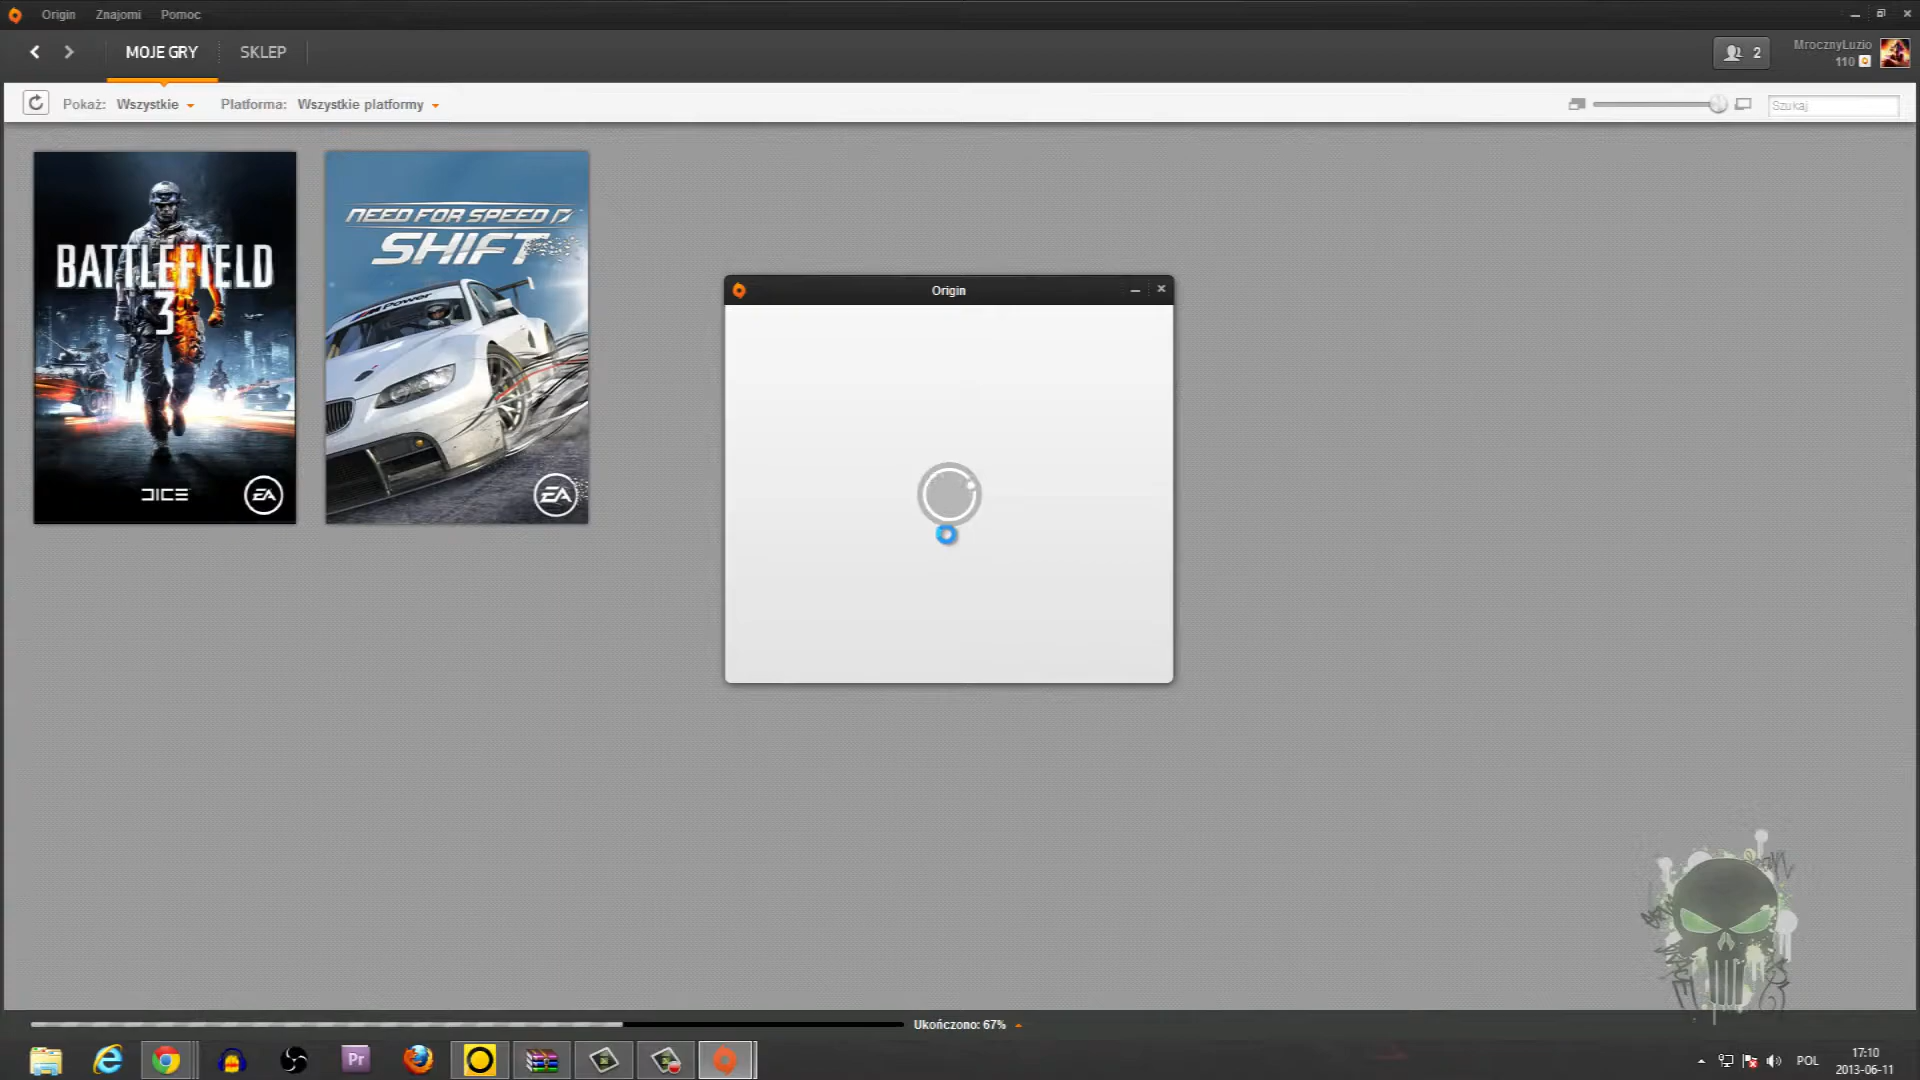 Origin Znajomi Pomoc
MOJE GRY SKLEP
2
MrocznyLuzio
110
Pokaż: Wszystkie Platforma: Wszystkie platformy
Szukaj
BATTLEFIELD
3
DICE
EA
NEED FOR SPEED
SHIFT
M Power
EA
Origin
Ukończono: 67%
Pr
POL
17:10
2013-06-11